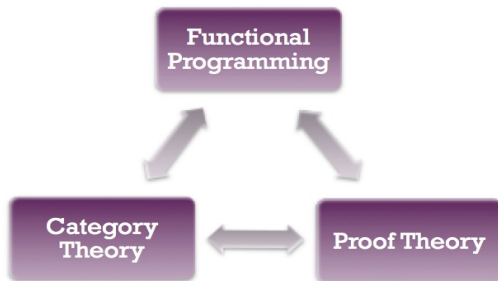 Functional
Programming
Category
Theory
Proof Theory